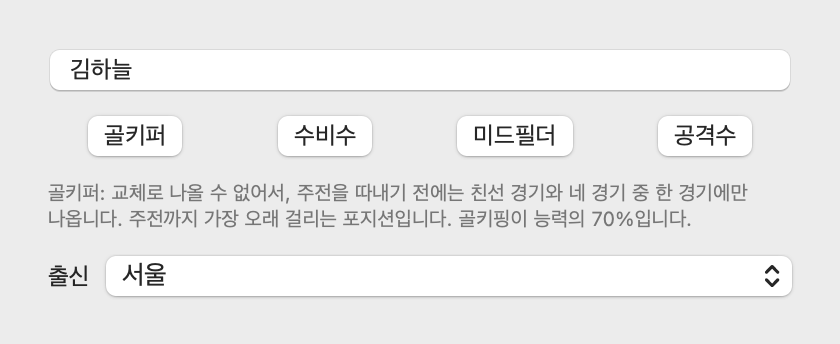 김하늘
골키퍼 수비수 미드필더 공격수
골키퍼: 교체로 나올 수 없어서, 주전을 따내기 전에는 친선 경기와 네 경기 중 한 경기에만
나옵니다. 주전까지 가장 오래 걸리는 포지션입니다. 골키핑이 능력의 70%입니다.
출신 서울